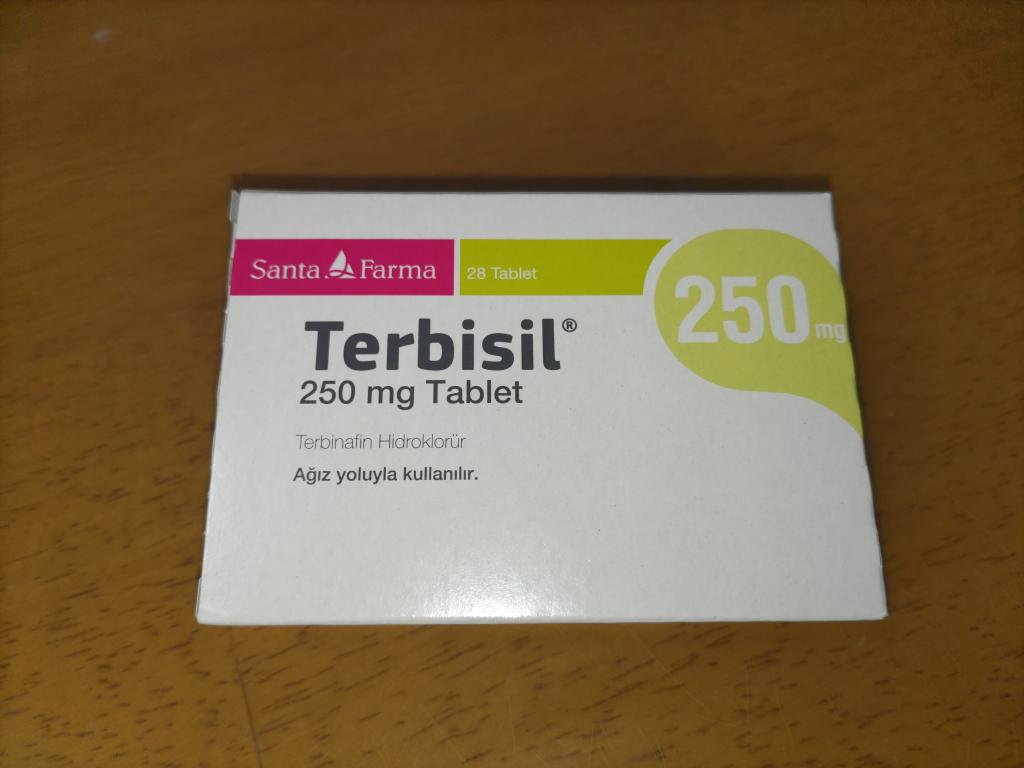 Santa Farma
28 Tablet
250 mg
Terbisil®
250 mg Tablet
Terbinafin Hidroklorür
Ağız yoluyla kullanılır.